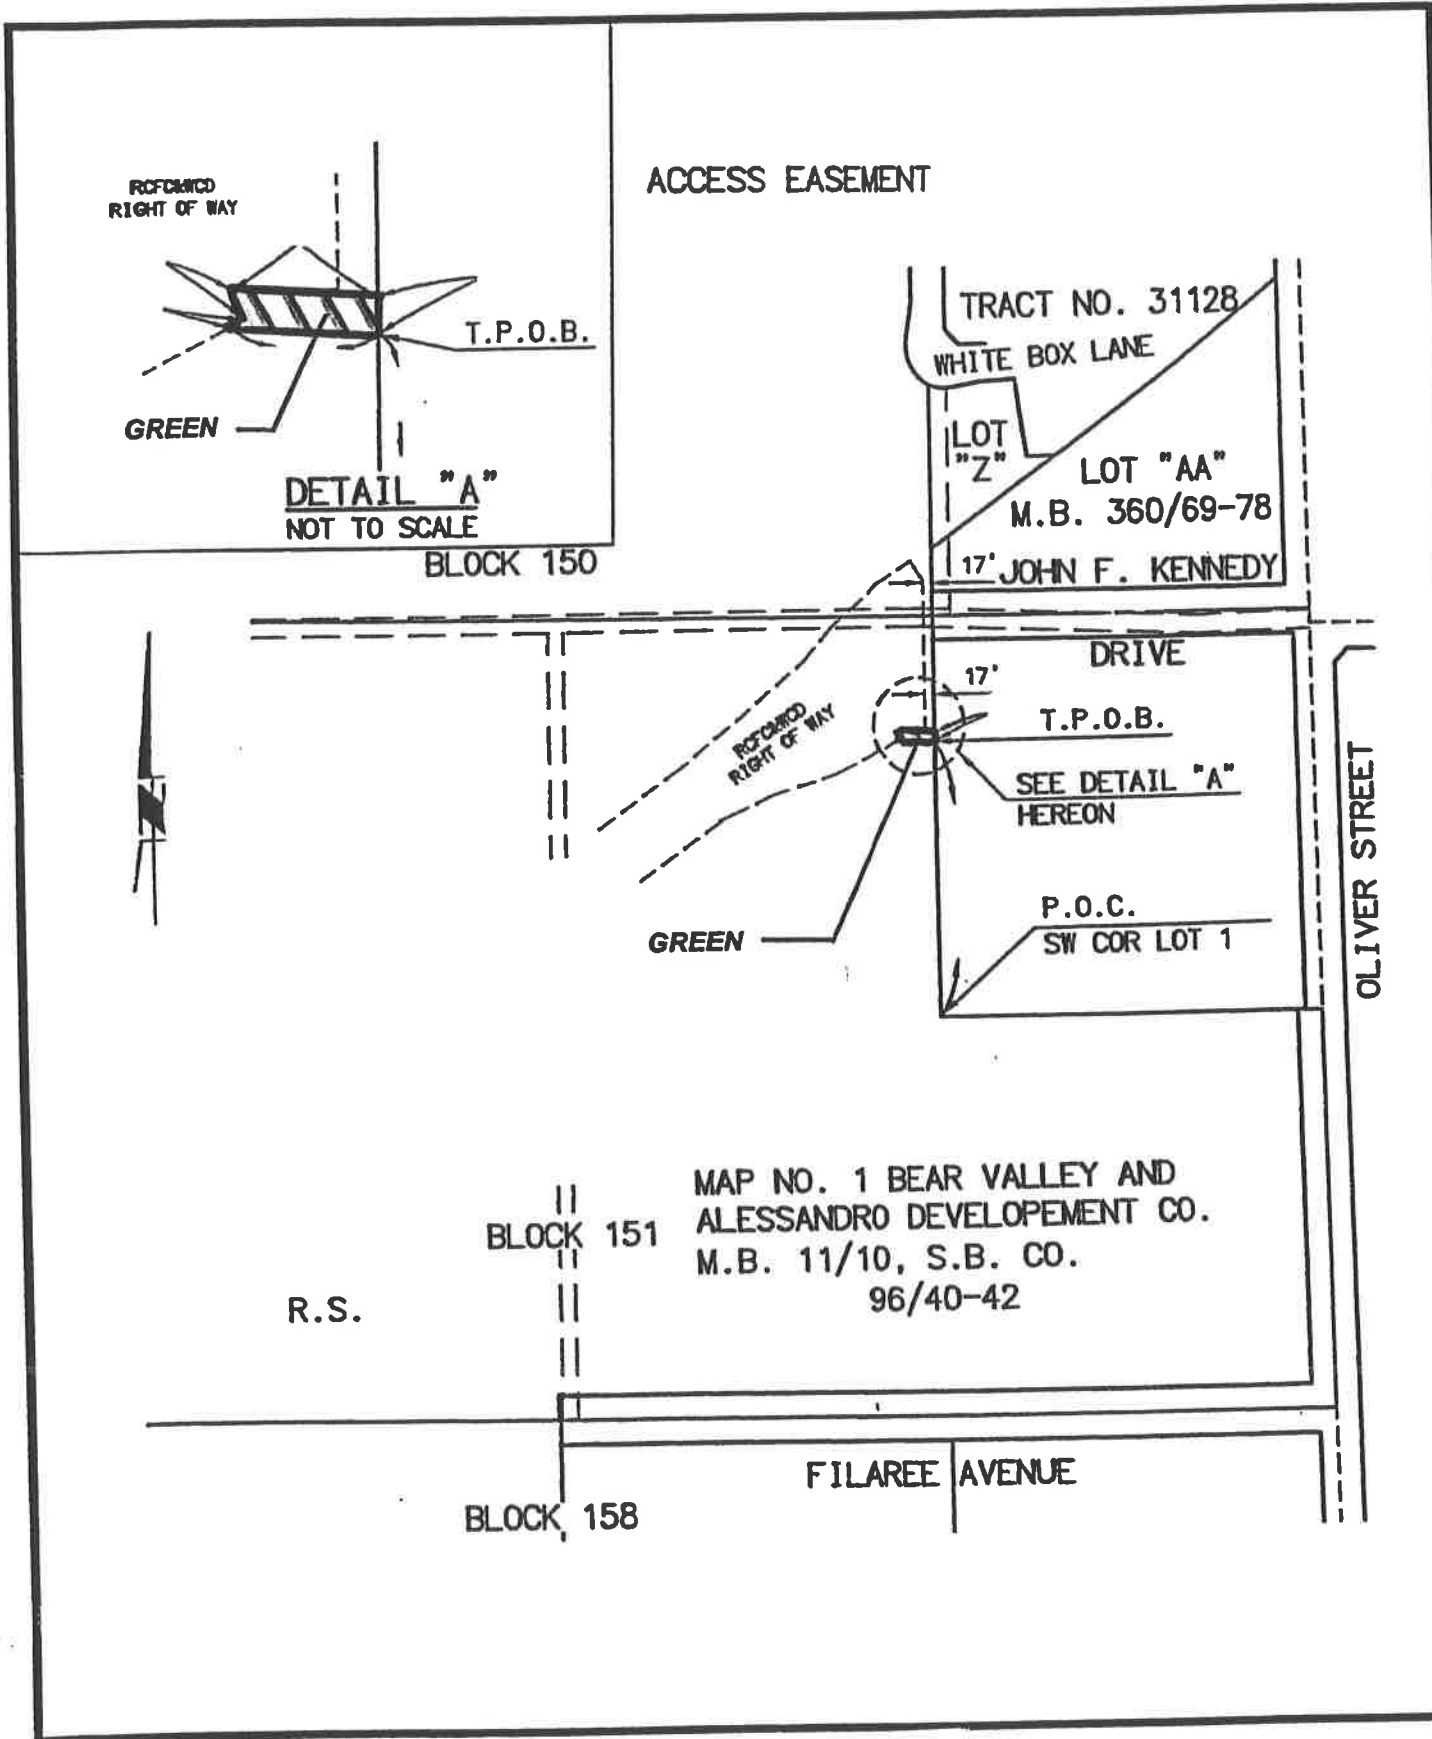 RCFC&WCD
RIGHT OF WAY
T.P.O.B.
GREEN
DETAIL "A"
NOT TO SCALE
ACCESS EASEMENT
TRACT NO. 31128
WHITE BOX LANE
LOT
"Z"
LOT "AA"
M.B. 360/69-78
BLOCK 150
17'
JOHN F. KENNEDY
DRIVE
17'
RCFC&WCD
RIGHT OF WAY
T.P.O.B.
SEE DETAIL "A"
HEREON
OLIVER STREET
P.O.C.
SW COR LOT 1
GREEN
MAP NO. 1 BEAR VALLEY AND
ALESSANDRO DEVELOPEMENT CO.
M.B. 11/10, S.B. CO.
96/40-42
BLOCK 151
R.S.
FILAREE AVENUE
BLOCK 158